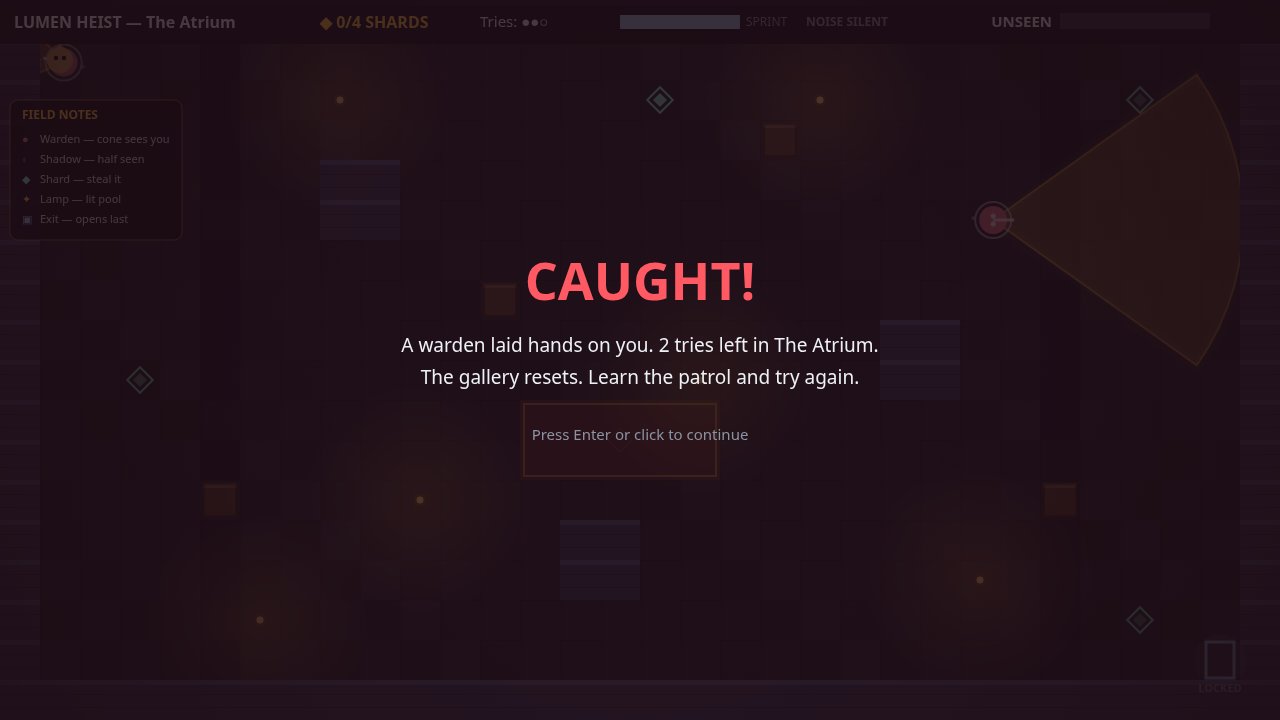 LUMEN HEIST — The Atrium
◆ 0/4 SHARDS
Tries: ●●○
SPRINT
NOISE SILENT
UNSEEN
FIELD NOTES
Warden — cone sees you
Shadow — half seen
Shard — steal it
Lamp — lit pool
Exit — opens last
CAUGHT!
A warden laid hands on you. 2 tries left in The Atrium.
The gallery resets. Learn the patrol and try again.
Press Enter or click to continue
LOCKED